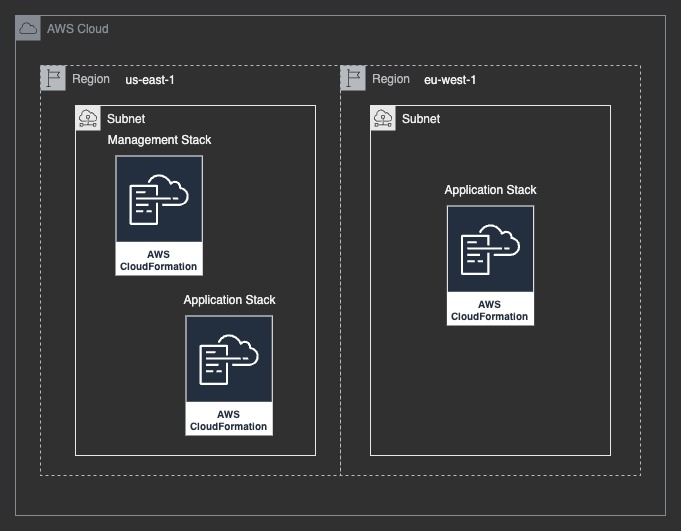 AWS Cloud
Region us-east-1
Region eu-west-1
Subnet
Management Stack
AWS
CloudFormation
Application Stack
AWS
CloudFormation
Subnet
Application Stack
AWS
CloudFormation